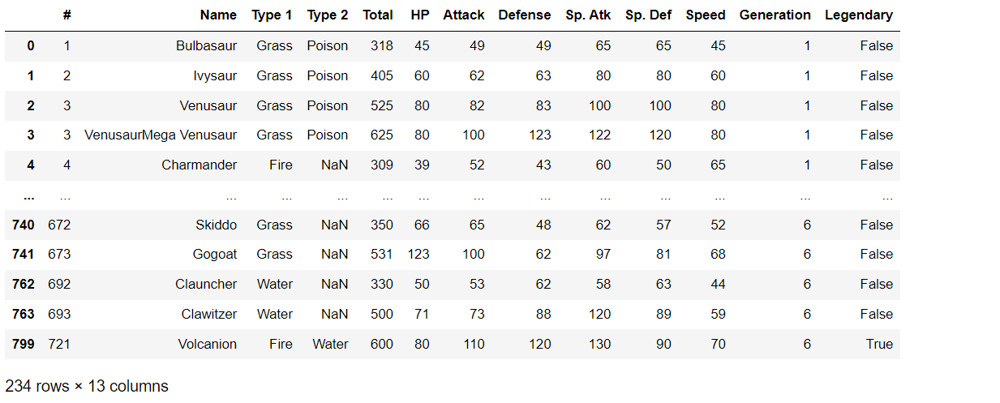 # Name Type 1 Type 2 Total HP Attack Defense Sp. Atk Sp. Def Speed Generation Legendary
0 1 Bulbasaur Grass Poison 318 45 49 49 65 65 45 1 False
1 2 Ivysaur Grass Poison 405 60 62 63 80 80 60 1 False
2 3 Venusaur Grass Poison 525 80 82 83 100 100 80 1 False
3 3 VenusaurMega Venusaur Grass Poison 625 80 100 123 122 120 80 1 False
4 4 Charmander Fire NaN 309 39 52 43 60 50 65 1 False
... ... ... ... ... ... ... ... ... ... ... ... ... ...
740 672 Skiddo Grass NaN 350 66 65 48 62 57 52 6 False
741 673 Gogoat Grass NaN 531 123 100 62 97 81 68 6 False
762 692 Clauncher Water NaN 330 50 53 62 58 63 44 6 False
763 693 Clawitzer Water NaN 500 71 73 88 120 89 59 6 False
799 721 Volcanion Fire Water 600 80 110 120 130 90 70 6 True
234 rows × 13 columns